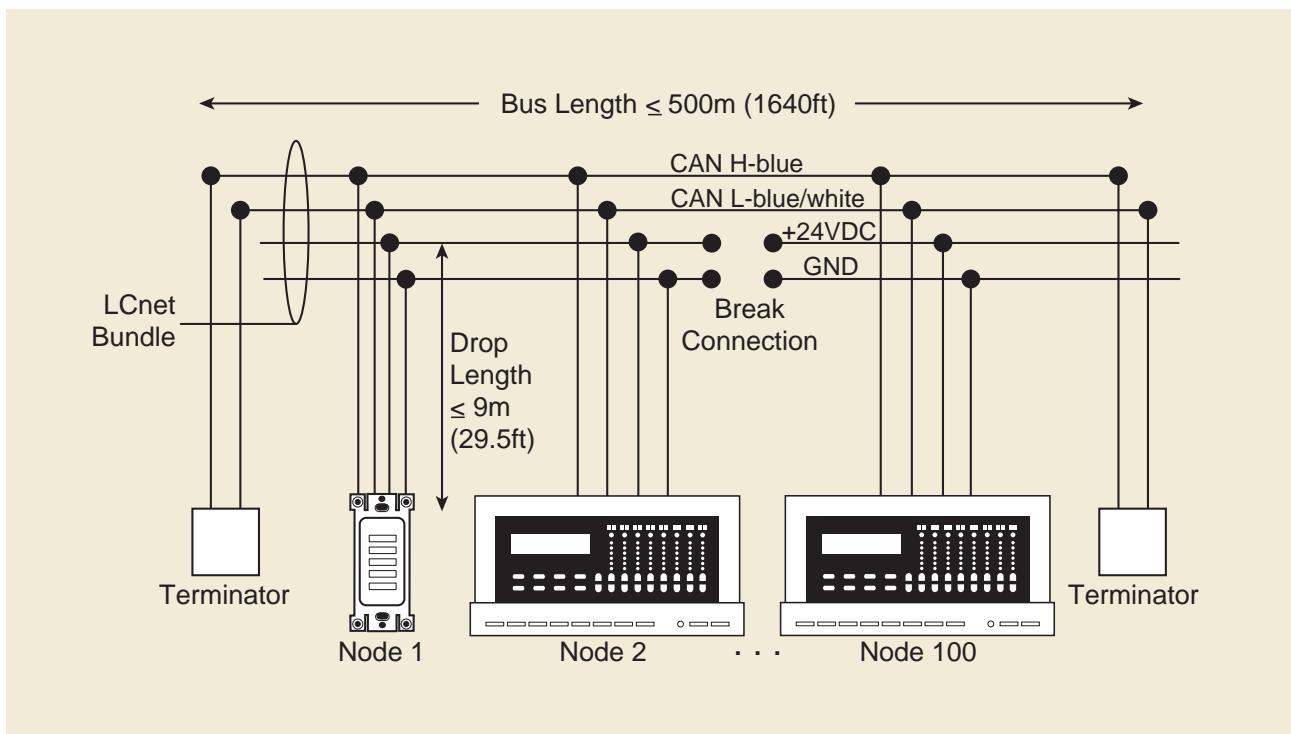 Bus Length ≤ 500m (1640ft)
CAN H-blue
CAN L-blue/white
+24VDC
GND
LCnet
Bundle
Break
Connection
Drop
Length
≤ 9m
(29.5ft)
Terminator
Terminator
Node 1
Node 2
. . .
Node 100